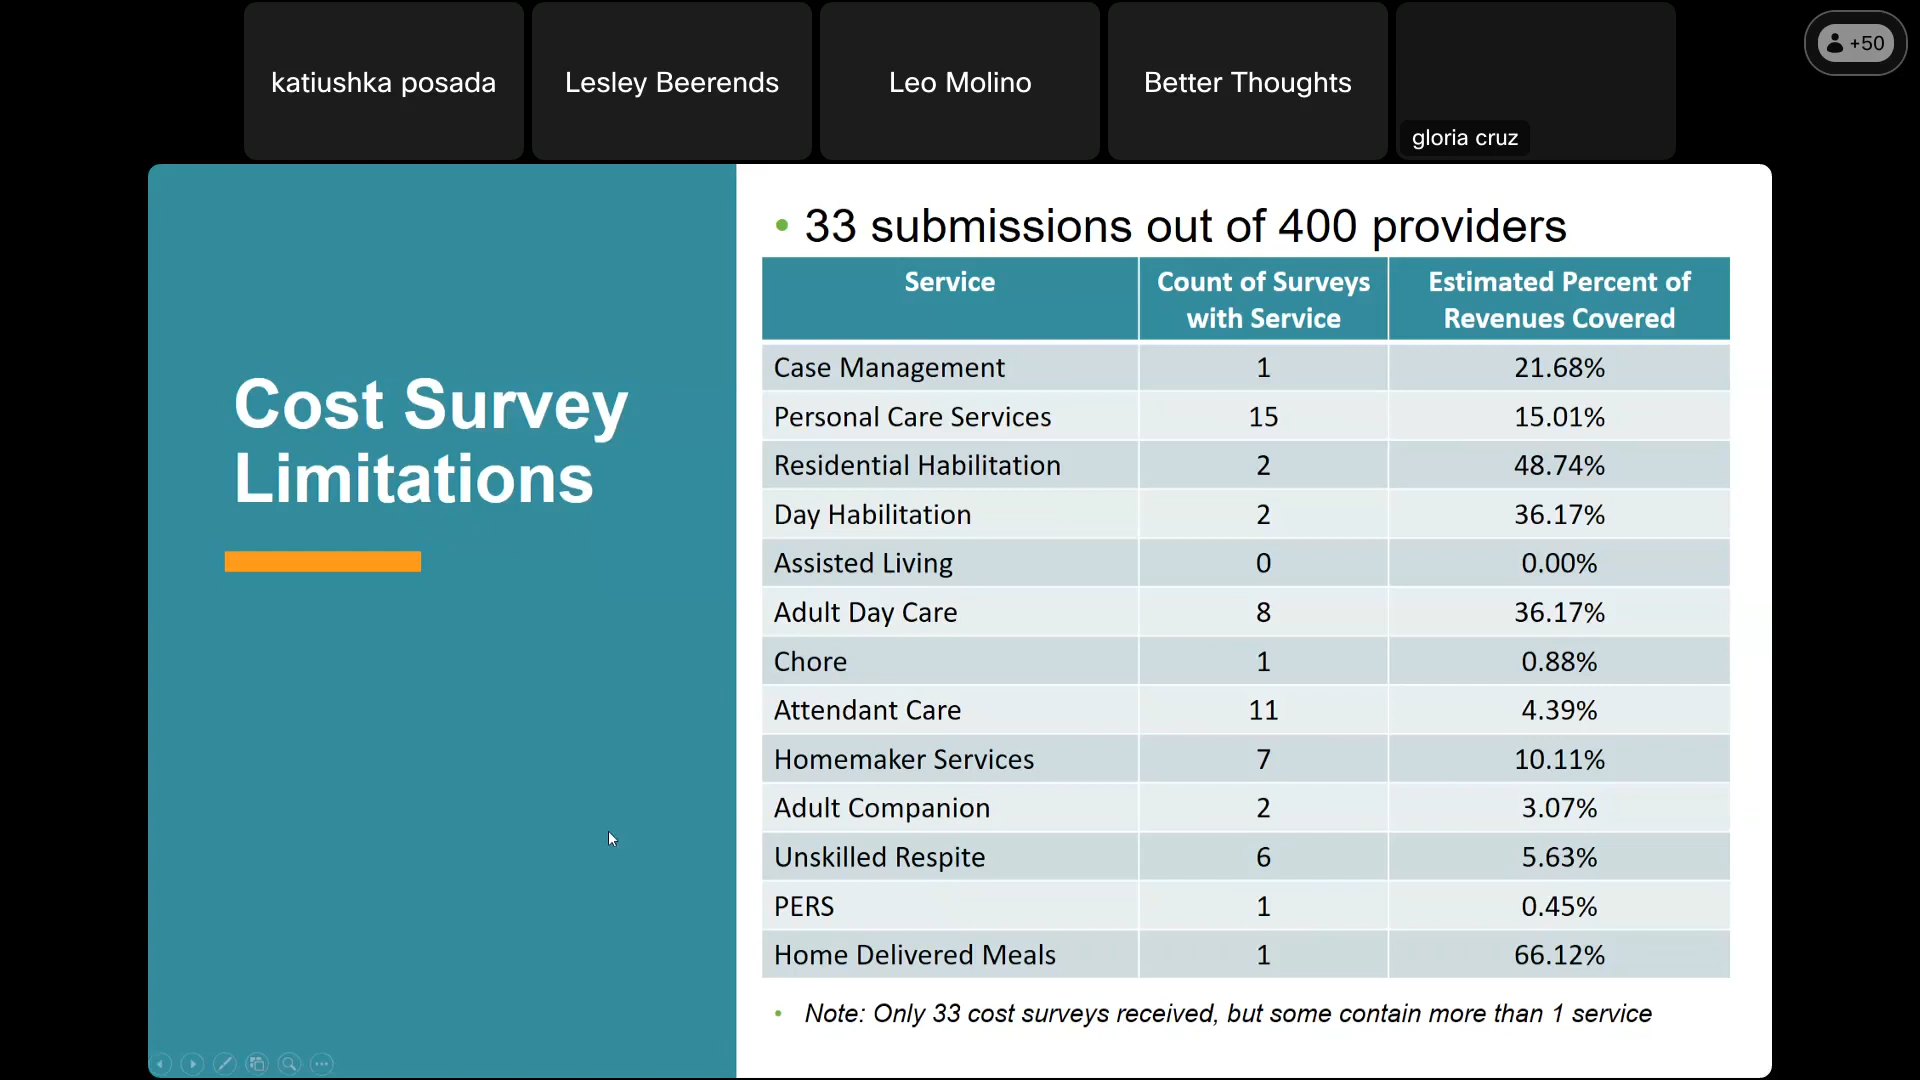 katiushka posada
Lesley Beerends
Leo Molino
Better Thoughts
gloria cruz
+50
Cost Survey
Limitations
• 33 submissions out of 400 providers
Service Count of Surveys with Service Estimated Percent of Revenues Covered
Case Management 1 21.68%
Personal Care Services 15 15.01%
Residential Habilitation 2 48.74%
Day Habilitation 2 36.17%
Assisted Living 0 0.00%
Adult Day Care 8 36.17%
Chore 1 0.88%
Attendant Care 11 4.39%
Homemaker Services 7 10.11%
Adult Companion 2 3.07%
Unskilled Respite 6 5.63%
PERS 1 0.45%
Home Delivered Meals 1 66.12%
• Note: Only 33 cost surveys received, but some contain more than 1 service